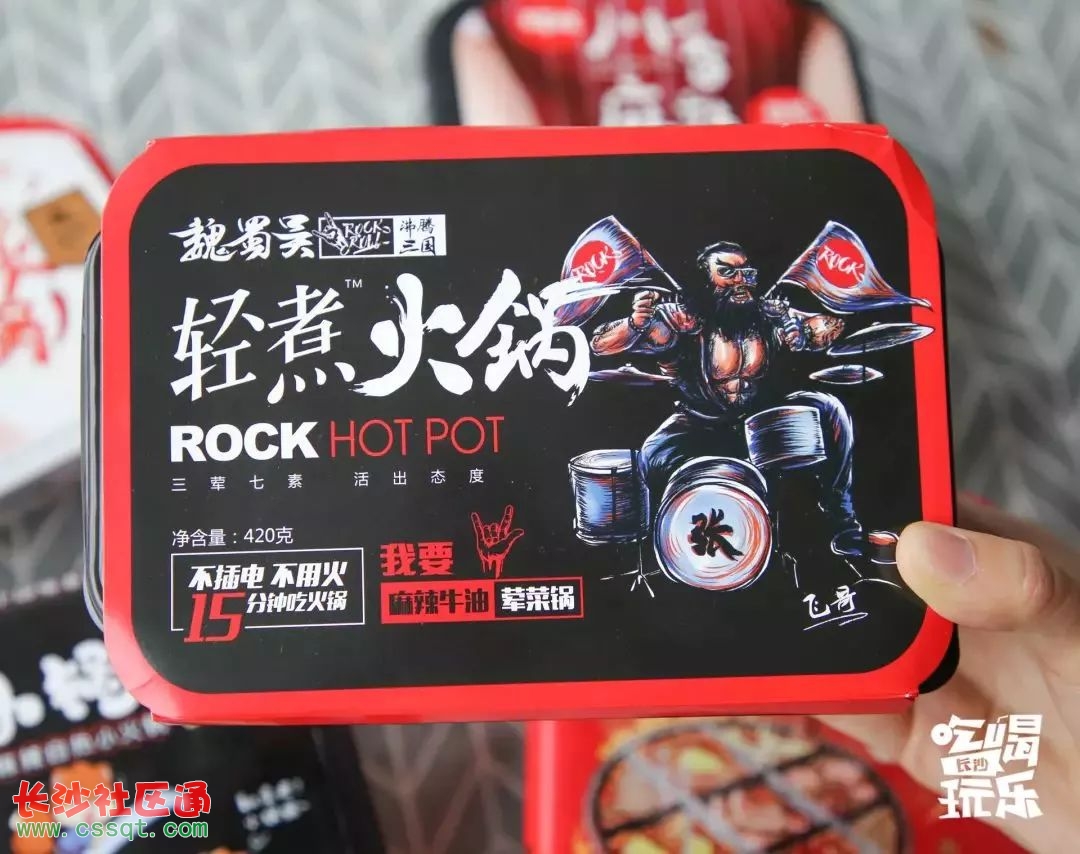 魏蜀吴 ROCK ROLL 沸腾三国
轻煮™火锅
ROCK HOT POT
三荤七素 活出态度
净含量:420克
不插电 不用火
15分钟吃火锅
我要
麻辣牛油 荤菜锅
ROCK
ROCK
张
飞哥
吃喝
长沙
玩乐
长沙社区通
www.cssqt.com